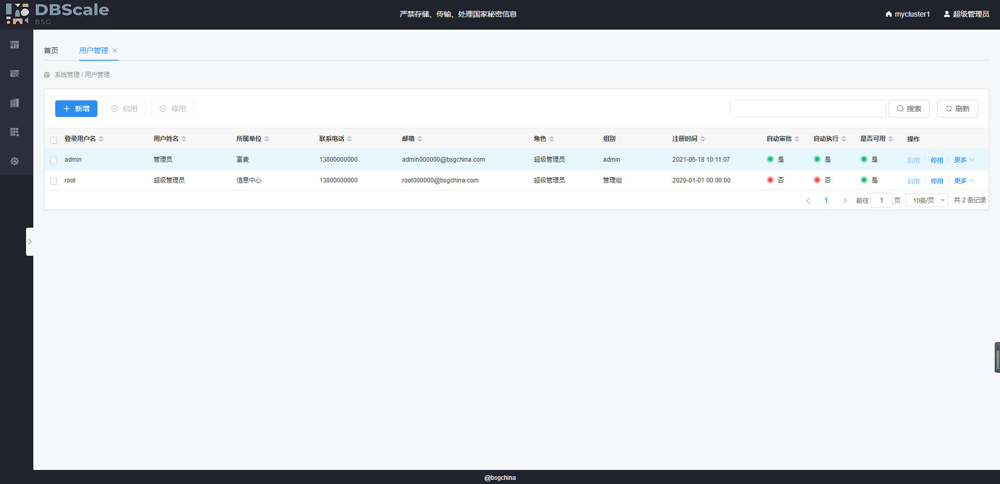 DBScale
BSG
严禁存储、传输、处理国家秘密信息
mycluster1
超级管理员
首页 用户管理
系统管理 / 用户管理
新增 启用 停用 搜索 刷新
登录用户名 用户姓名 所属单位 联系电话 邮箱 角色 组别 注册时间 自动审批 自动执行 是否可用 操作
admin 管理员 富麦 13800000000 admin000000@bsgchina.com 超级管理员 admin 2021-05-18 10:11:07 是 是 是 启用 停用 更多
root 超级管理员 信息中心 13800000000 root000000@bsgchina.com 超级管理员 管理组 2020-01-01 00:00:00 否 否 是 启用 停用 更多
1 前往 1 页 10条/页 共 2 条记录
@bsgchina